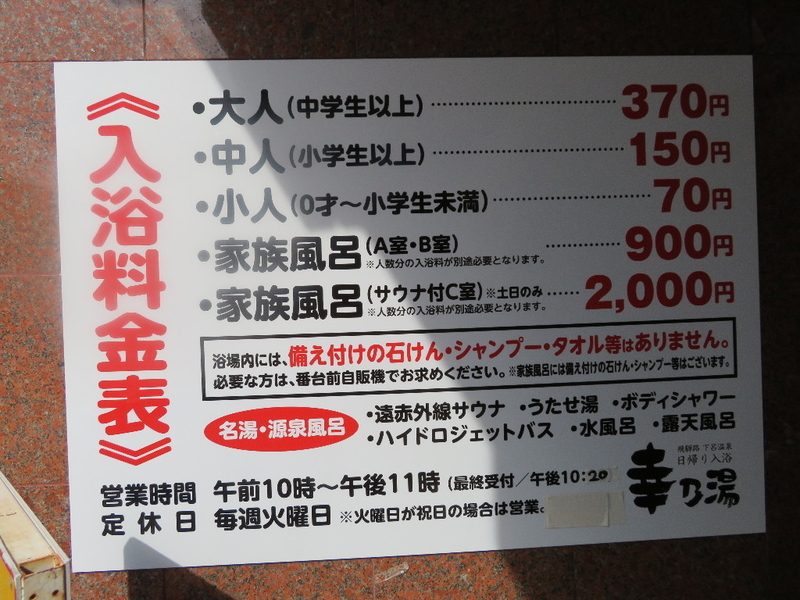 《入浴料金表》
・大人(中学生以上)…………………… 370円
・中人(小学生以上)…………………… 150円
・小人(0才〜小学生未満)…………………… 70円
・家族風呂(A室・B室)………… 900円
※人数分の入浴料が別途必要となります。
・家族風呂(サウナ付C室)※土日のみ…… 2,000円
※人数分の入浴料が別途必要となります。
浴場内には、備え付けの石けん・シャンプー・タオル等はありません。
必要な方は、番台前自販機でお求めください。※家族風呂には備え付けの石けん・シャンプー等はございます。
名湯・源泉風呂
・遠赤外線サウナ ・うたせ湯 ・ボディシャワー
・ハイドロジェットバス ・水風呂 ・露天風呂
営業時間 午前10時〜午後11時(最終受付/午後10:20
定休日 毎週火曜日 ※火曜日が祝日の場合は営業。
飛騨路 下呂温泉
日帰り入浴
幸乃湯